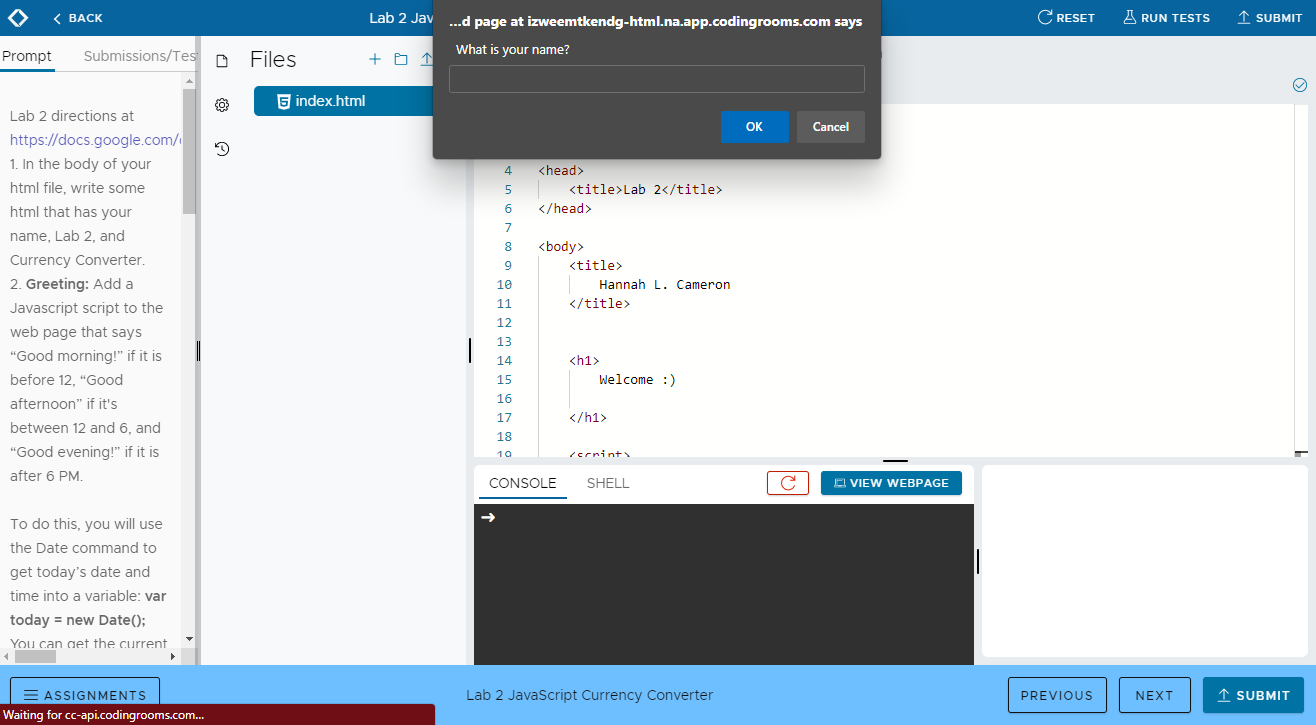 BACK
Lab 2 Jav
RESET
RUN TESTS
SUBMIT
...d page at izweemtkendg-html.na.app.codingrooms.com says
What is your name?
OK
Cancel
Prompt
Submissions/Tes
Lab 2 directions at
https://docs.google.com/
1. In the body of your
html file, write some
html that has your
name, Lab 2, and
Currency Converter.
2. Greeting: Add a
Javascript script to the
web page that says
“Good morning!” if it is
before 12, “Good
afternoon” if it's
between 12 and 6, and
“Good evening!” if it is
after 6 PM.
To do this, you will use
the Date command to
get today’s date and
time into a variable: var
today = new Date();
You can get the current
Files
index.html
4 <head>
5 <title>Lab 2</title>
6 </head>
7
8 <body>
9 <title>
10 Hannah L. Cameron
11 </title>
12
13
14 <h1>
15 Welcome :)
16
17 </h1>
18
19 <script>
CONSOLE
SHELL
VIEW WEBPAGE
ASSIGNMENTS
Lab 2 JavaScript Currency Converter
PREVIOUS
NEXT
SUBMIT
Waiting for cc-api.codingrooms.com...